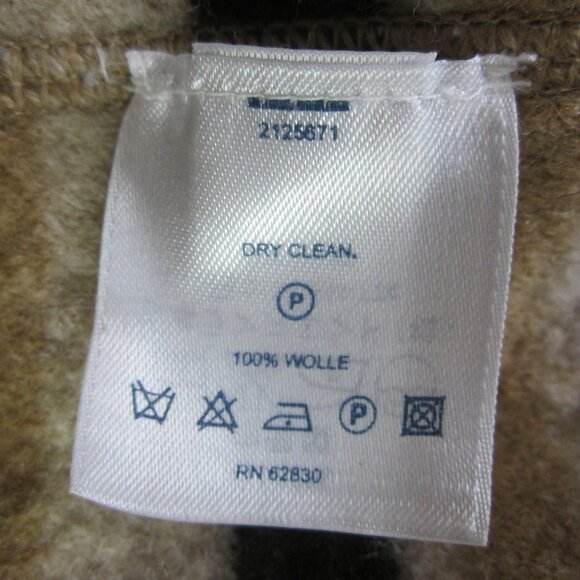 2125671
DRY CLEAN.
P
100% WOLLE
P
RN 62830